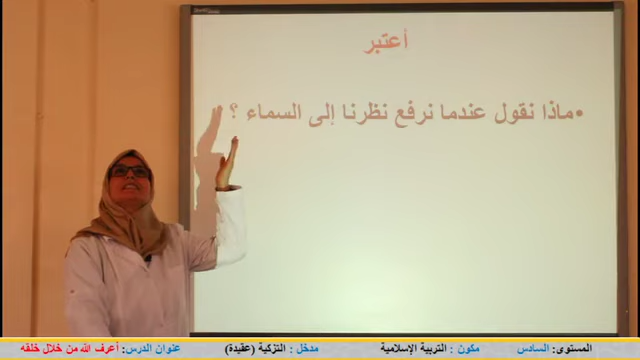 أعتبر
•ماذا نقول عندما نرفع نظرنا إلى السماء ؟
المستوى: السادس مكون : التربية الإسلامية مدخل : التزكية (عقيدة) عنوان الدرس: أعرف الله من خلال خلقه